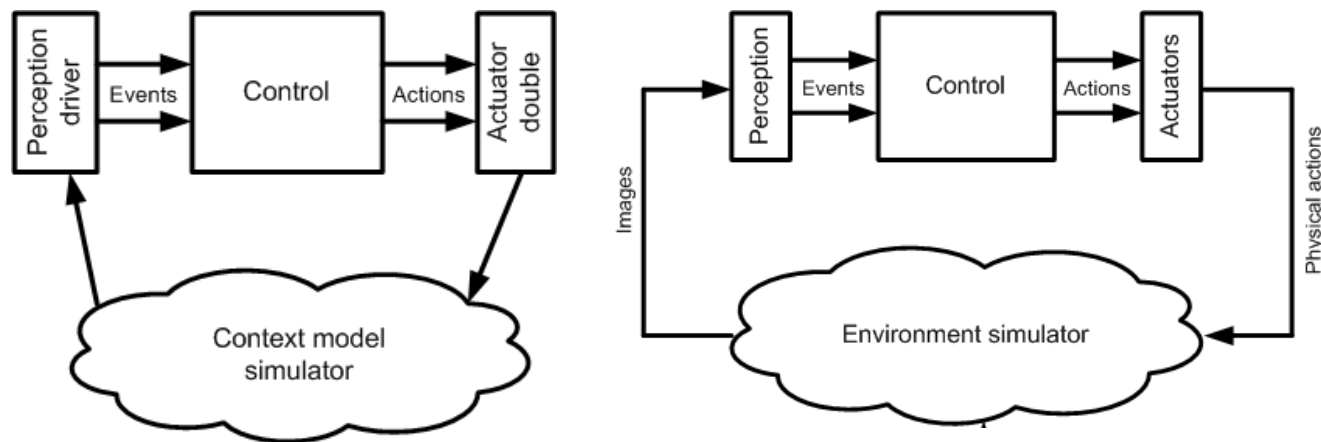 Perception
driver
Events
Control
Actions
Actuator
double
Context model
simulator
Images
Perception
Events
Control
Actions
Actuators
Physical actions
Environment simulator